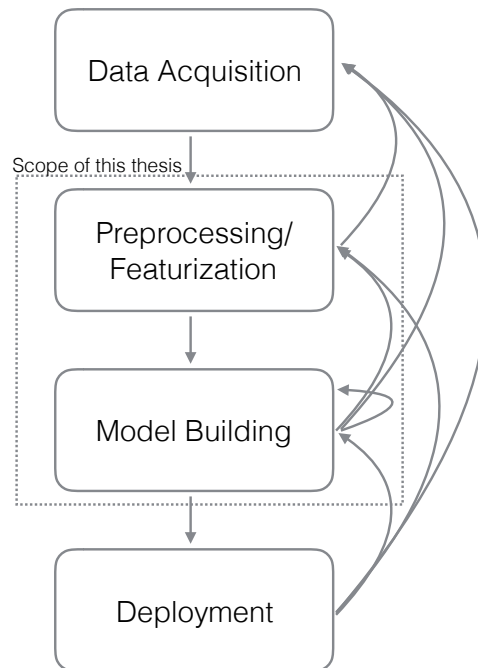 Data Acquisition
Scope of this thesis
Preprocessing/
Featurization
Model Building
Deployment